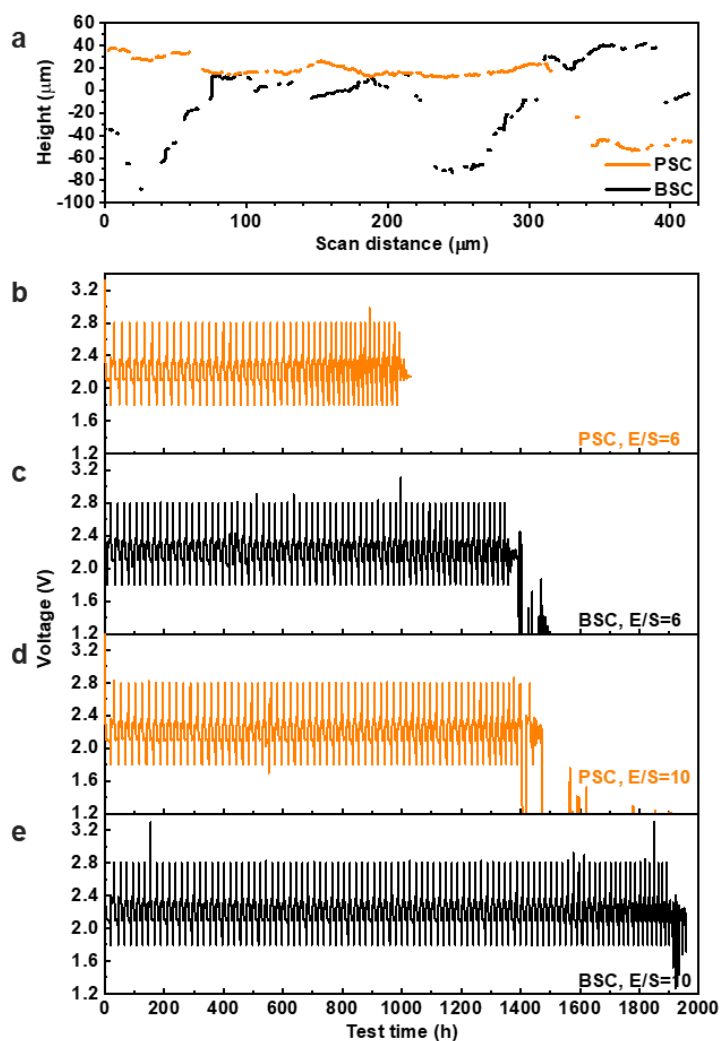 a
60
40
20
0
-20
-40
-60
-80
-100
Height (μm)
PSC
BSC
0 100 200 300 400
Scan distance (μm)
b
3.2
2.8
2.4
2.0
1.6
1.2
PSC, E/S=6
c
3.2
2.8
2.4
2.0
1.6
1.2
BSC, E/S=6
Voltage (V)
d
3.2
2.8
2.4
2.0
1.6
1.2
PSC, E/S=10
e
3.2
2.8
2.4
2.0
1.6
1.2
BSC, E/S=10
0 200 400 600 800 1000 1200 1400 1600 1800 2000
Test time (h)